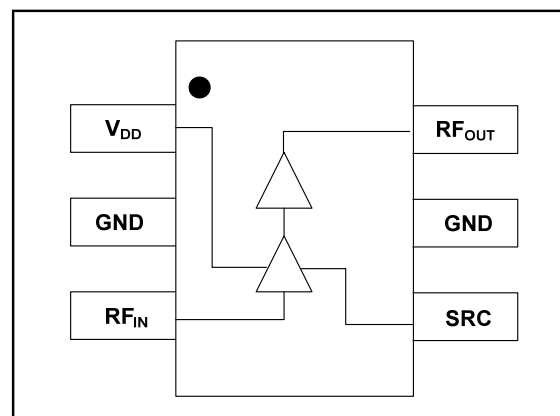 VDD
RFOUT
GND
GND
RFIN
SRC